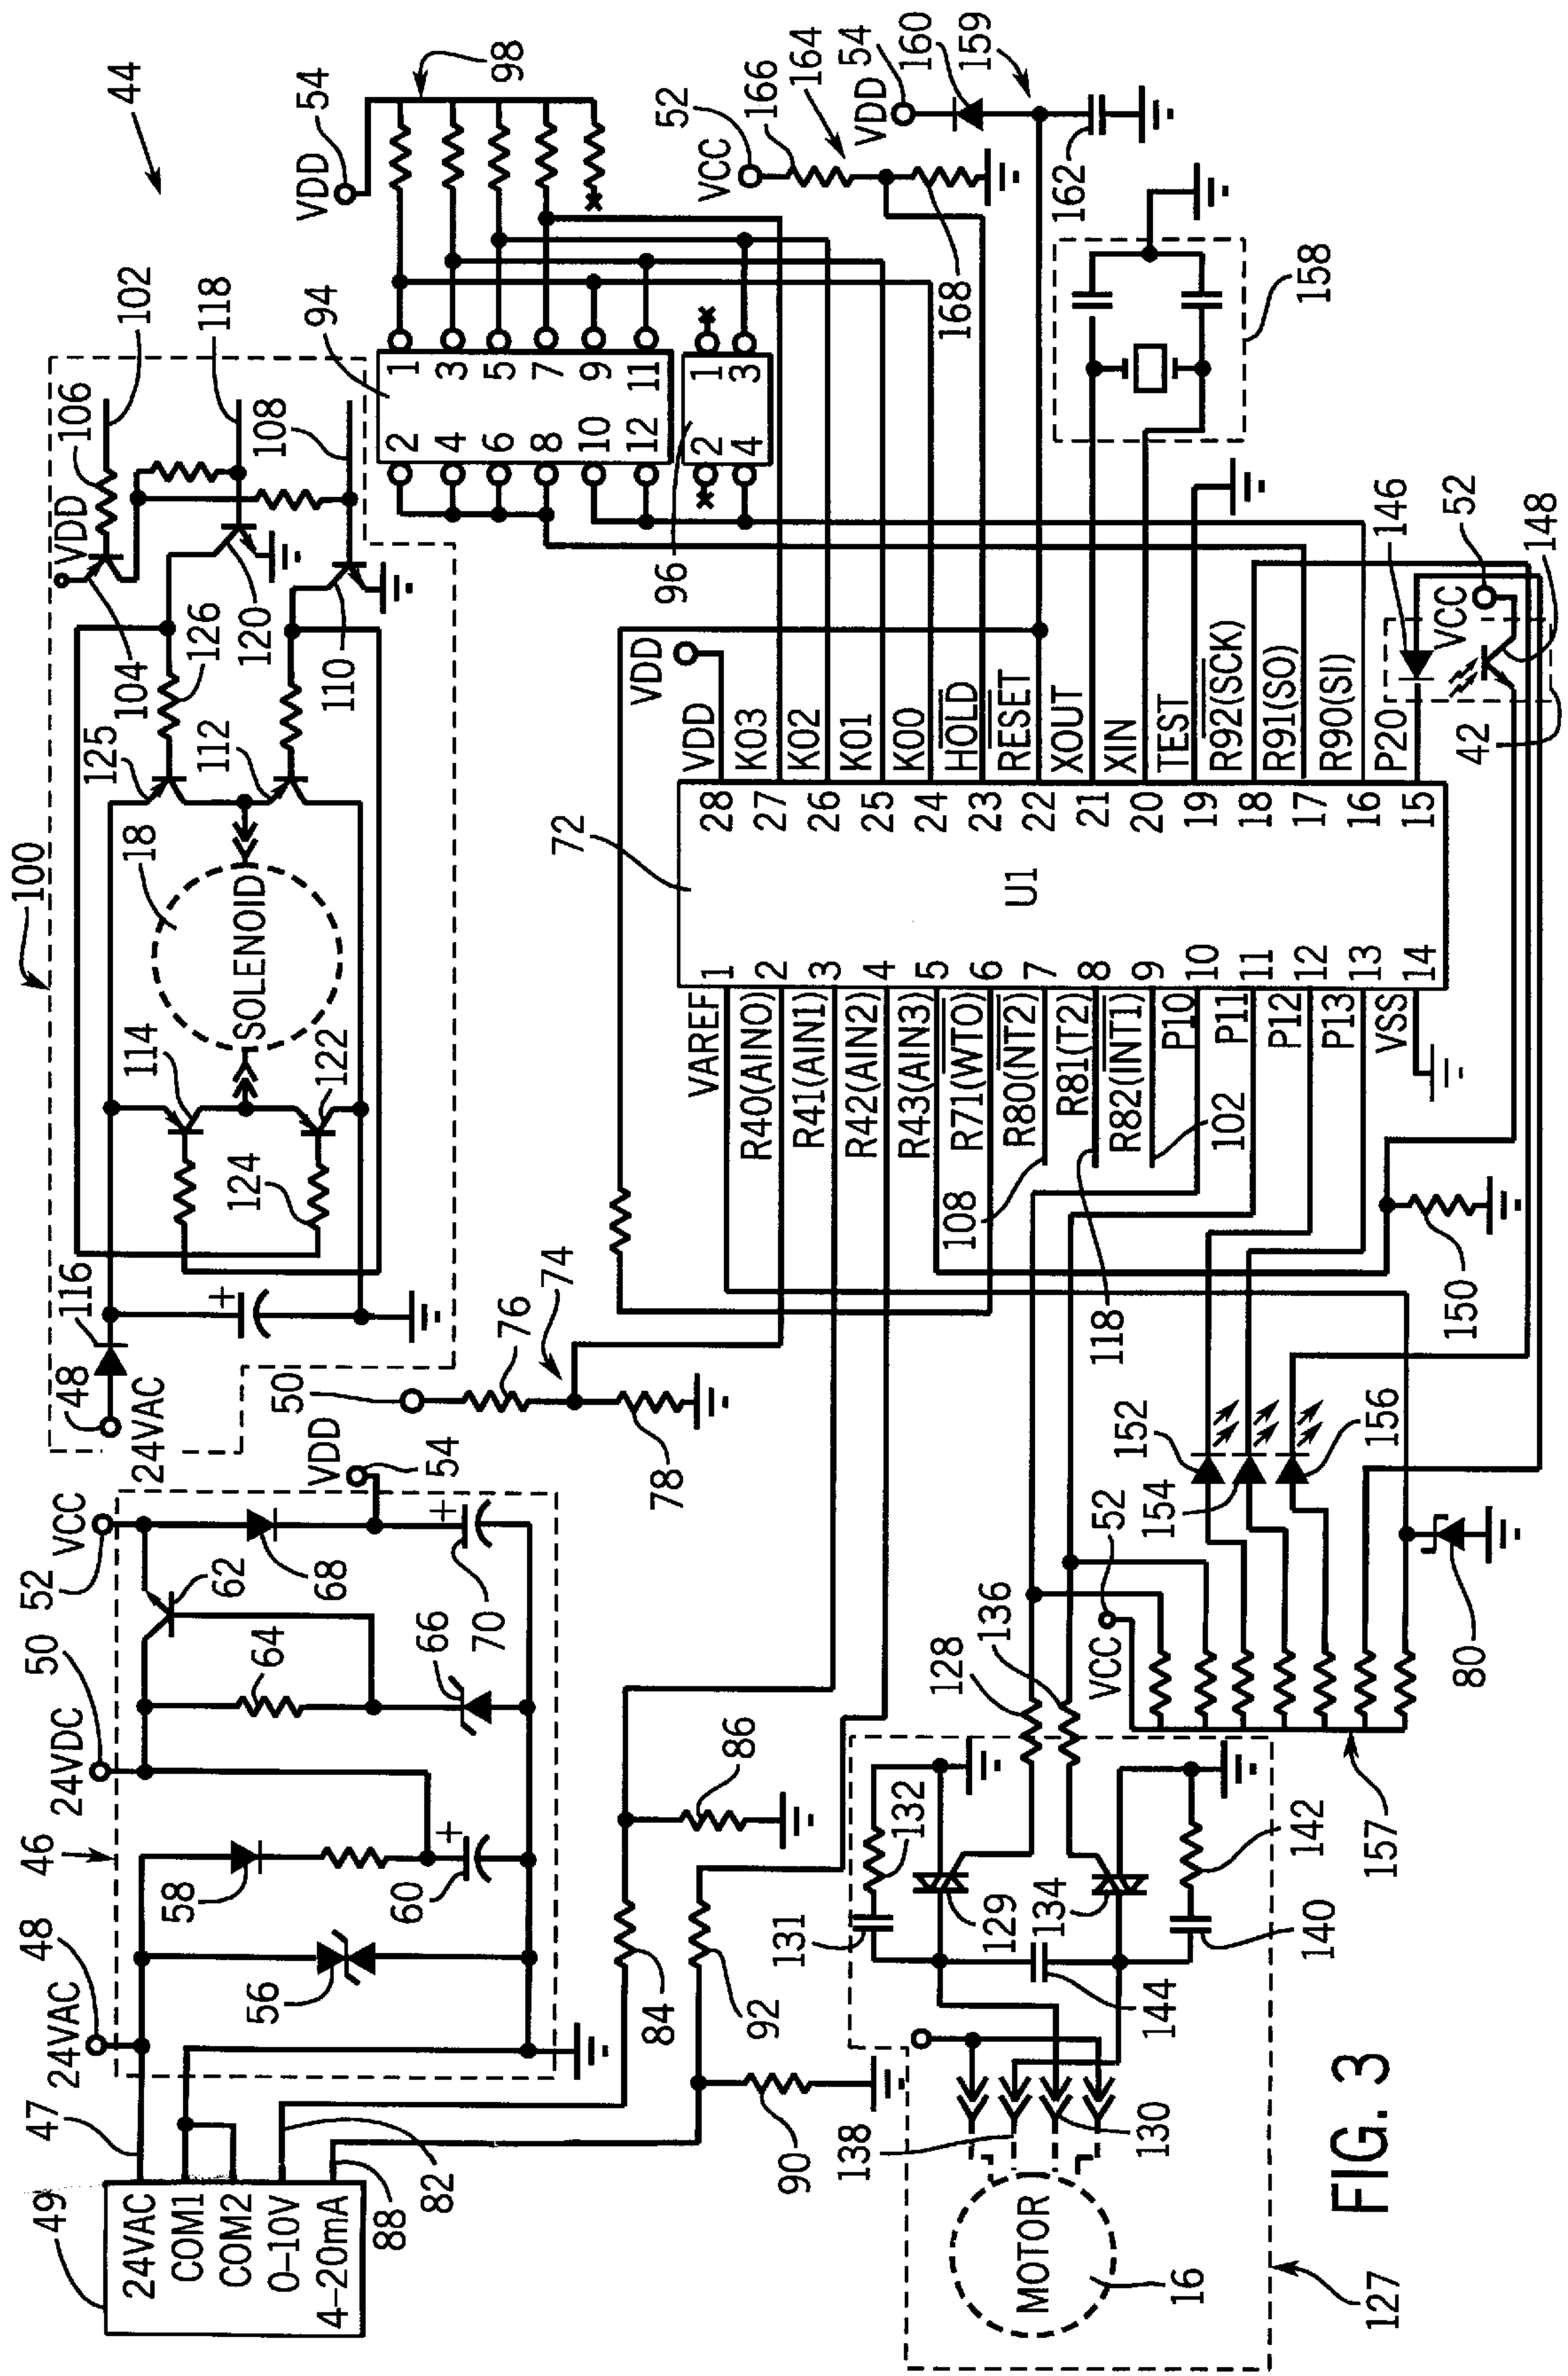 44
100
48
24VAC
116
124
114
122
18
SOLENOID
125
112
104
126
120
110
VDD
106
102
118
108
94
VDD
54
98
2 1
4 3
6 5
8 7
10 9
12 11
96
2 1
4 3
49
24VAC
COM1
COM2
0-10V
4-20mA
47
88
82
48
24VAC
46
50
24VDC
52
VCC
56
58
60
64
62
66
68
70
VDD
54
50
76
74
78
84
86
92
90
72
U1
VAREF 1
R40(AIN0) 2
R41(AIN1) 3
R42(AIN2) 4
R43(AIN3) 5
R71(WTO) 6
R80(NT2) 7
R81(T2) 8
R82(INT1) 9
P10 10
P11 11
P12 12
P13 13
VSS 14
28 VDD
27 K03
26 K02
25 K01
24 K00
23 HOLD
22 RESET
21 XOUT
20 XIN
19 TEST
18 R92(SCK)
17 R91(SO)
16 R90(SI)
15 P20
VDD
108
118
102
52
VCC
166
164
168
VDD
54
160
159
162
158
146
VCC
52
148
42
150
152
154
156
52
VCC
157
80
128
136
132
131
129
134
142
140
144
138
130
MOTOR
16
127
FIG. 3